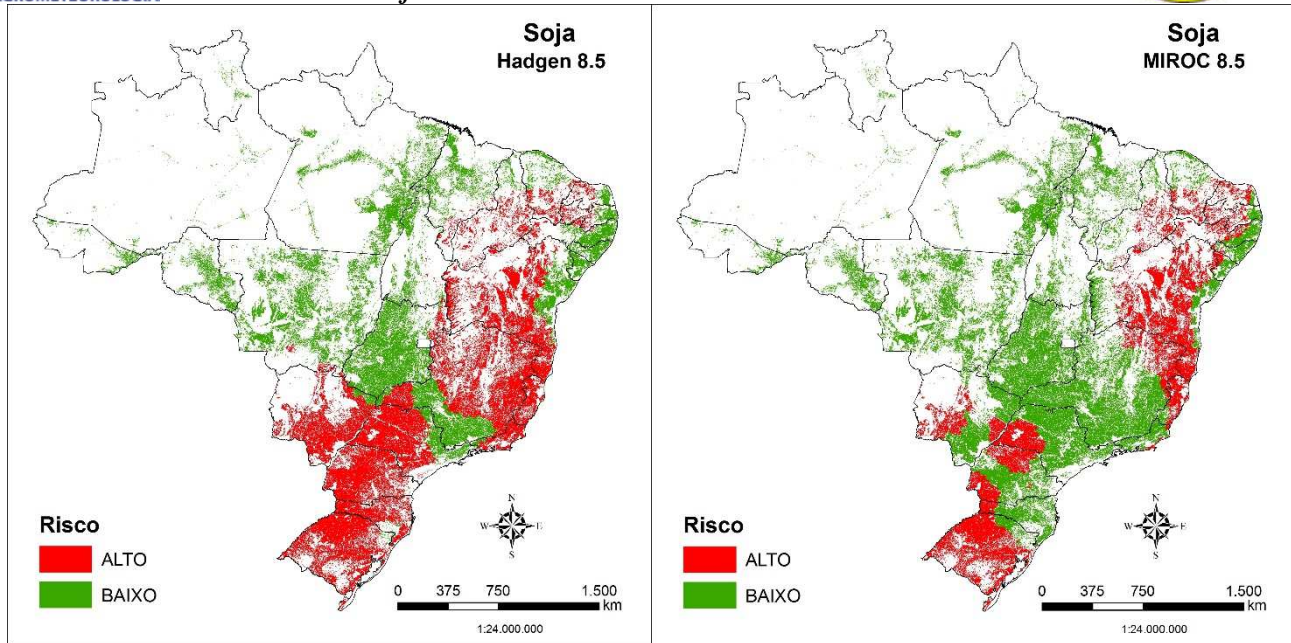 Soja
Hadgen 8.5
N
W
E
S
Risco
ALTO
BAIXO
0 375 750 1.500
km
1:24.000.000
Soja
MIROC 8.5
N
W
E
S
Risco
ALTO
BAIXO
0 375 750 1.500
km
1:24.000.000